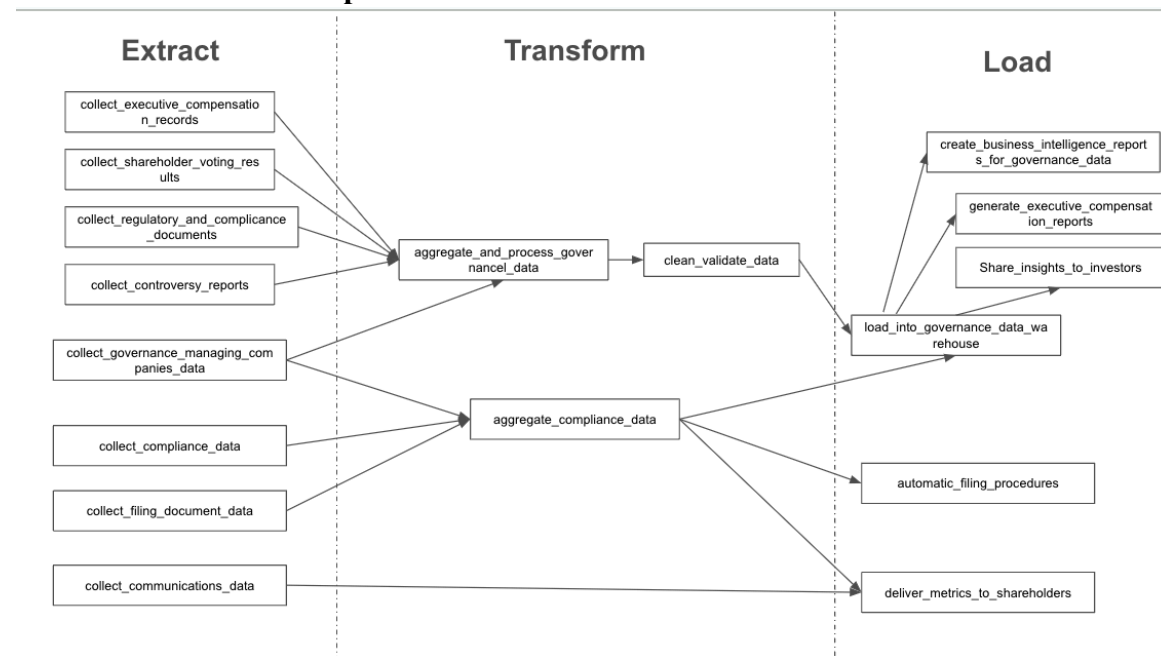 Extract
Transform
Load
collect_executive_compensatio
n_records
collect_shareholder_voting_res
ults
collect_regulatory_and_complicance
_documents
collect_controversy_reports
collect_governance_managing_com
panies_data
collect_compliance_data
collect_filing_document_data
collect_communications_data
aggregate_and_process_gover
nancel_data
clean_validate_data
aggregate_compliance_data
create_business_intelligence_report
s_for_governance_data
generate_executive_compensat
ion_reports
Share_insights_to_investors
load_into_governance_data_wa
rehouse
automatic_filing_procedures
deliver_metrics_to_shareholders